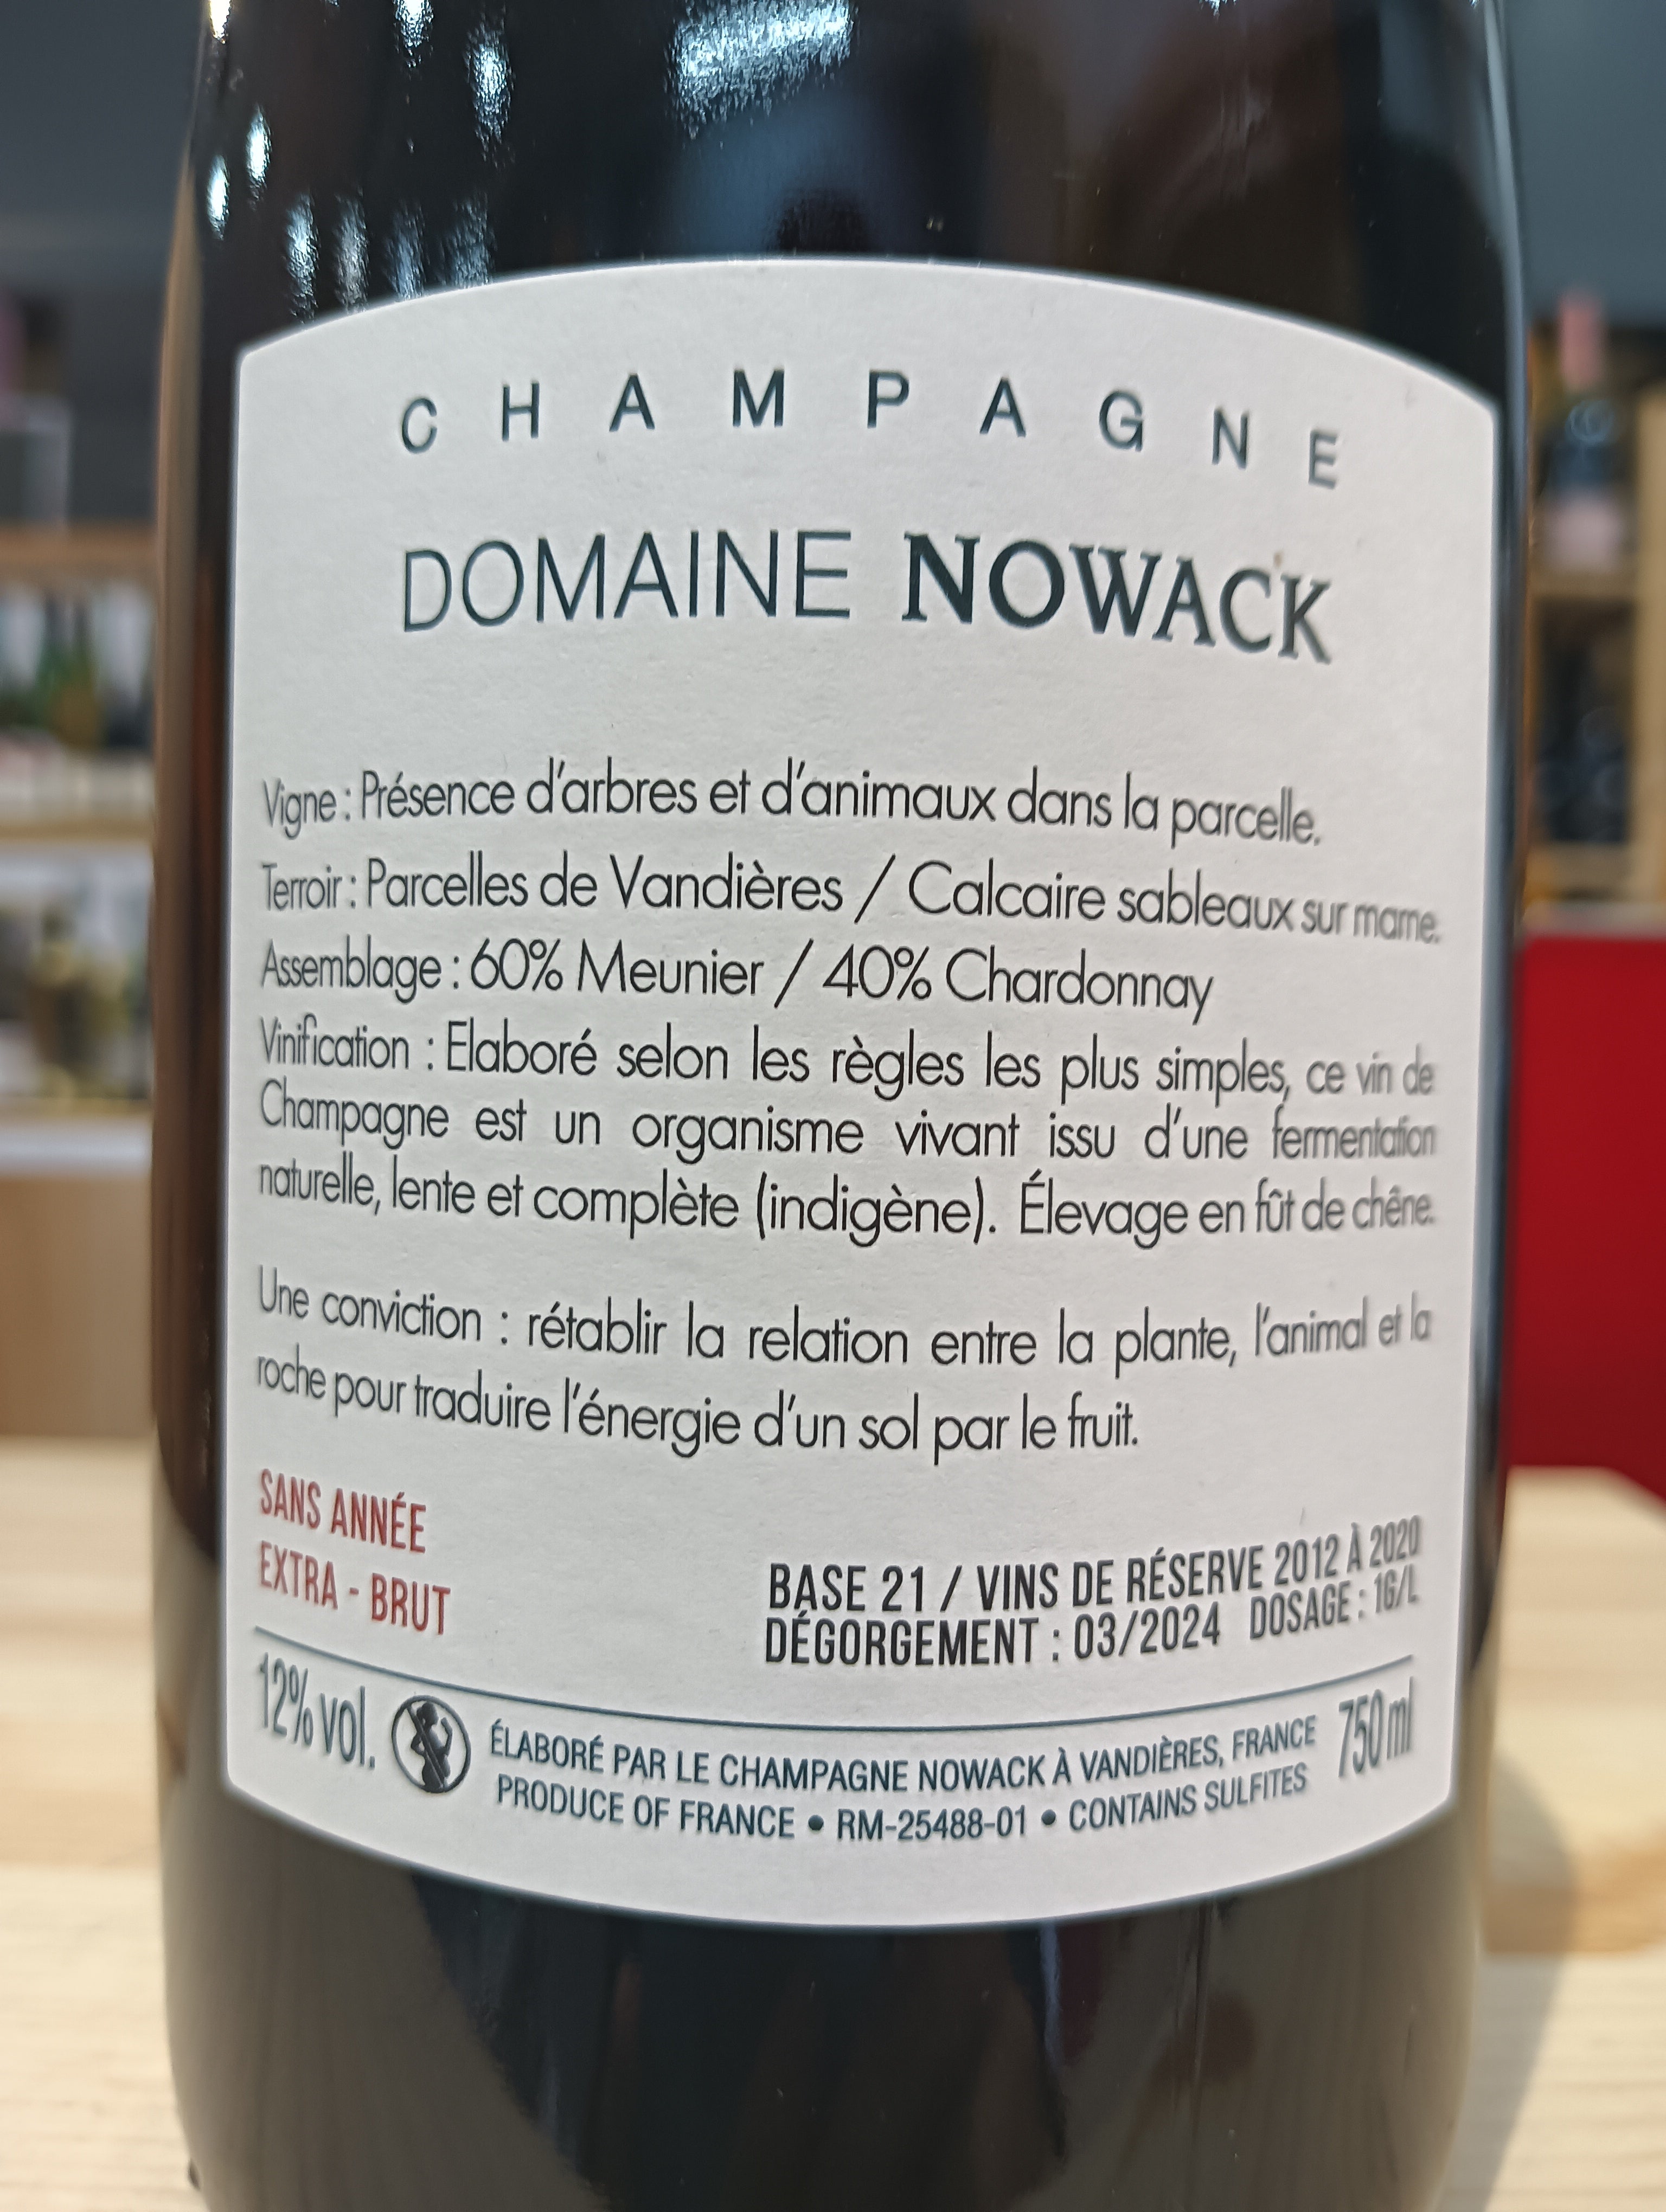 CHAMPAGNE
DOMAINE NOWACK
Vigne : Présence d'arbres et d'animaux dans la parcelle.
Terroir : Parcelles de Vandières / Calcaire sableaux sur marne.
Assemblage : 60% Meunier / 40% Chardonnay
Vinification : Elaboré selon les règles les plus simples, ce vin de
Champagne est un organisme vivant issu d'une fermentation
naturelle, lente et complète (indigène). Élevage en fût de chêne.
Une conviction : rétablir la relation entre la plante, l'animal et la
roche pour traduire l'énergie d'un sol par le fruit.
SANS ANNÉE
EXTRA - BRUT
BASE 21 / VINS DE RÉSERVE 2012 À 2020
DÉGORGEMENT : 03/2024 DOSAGE : 1G/L
12% vol.
ÉLABORÉ PAR LE CHAMPAGNE NOWACK À VANDIÈRES, FRANCE
PRODUCE OF FRANCE • RM-25488-01 • CONTAINS SULFITES
750 ml